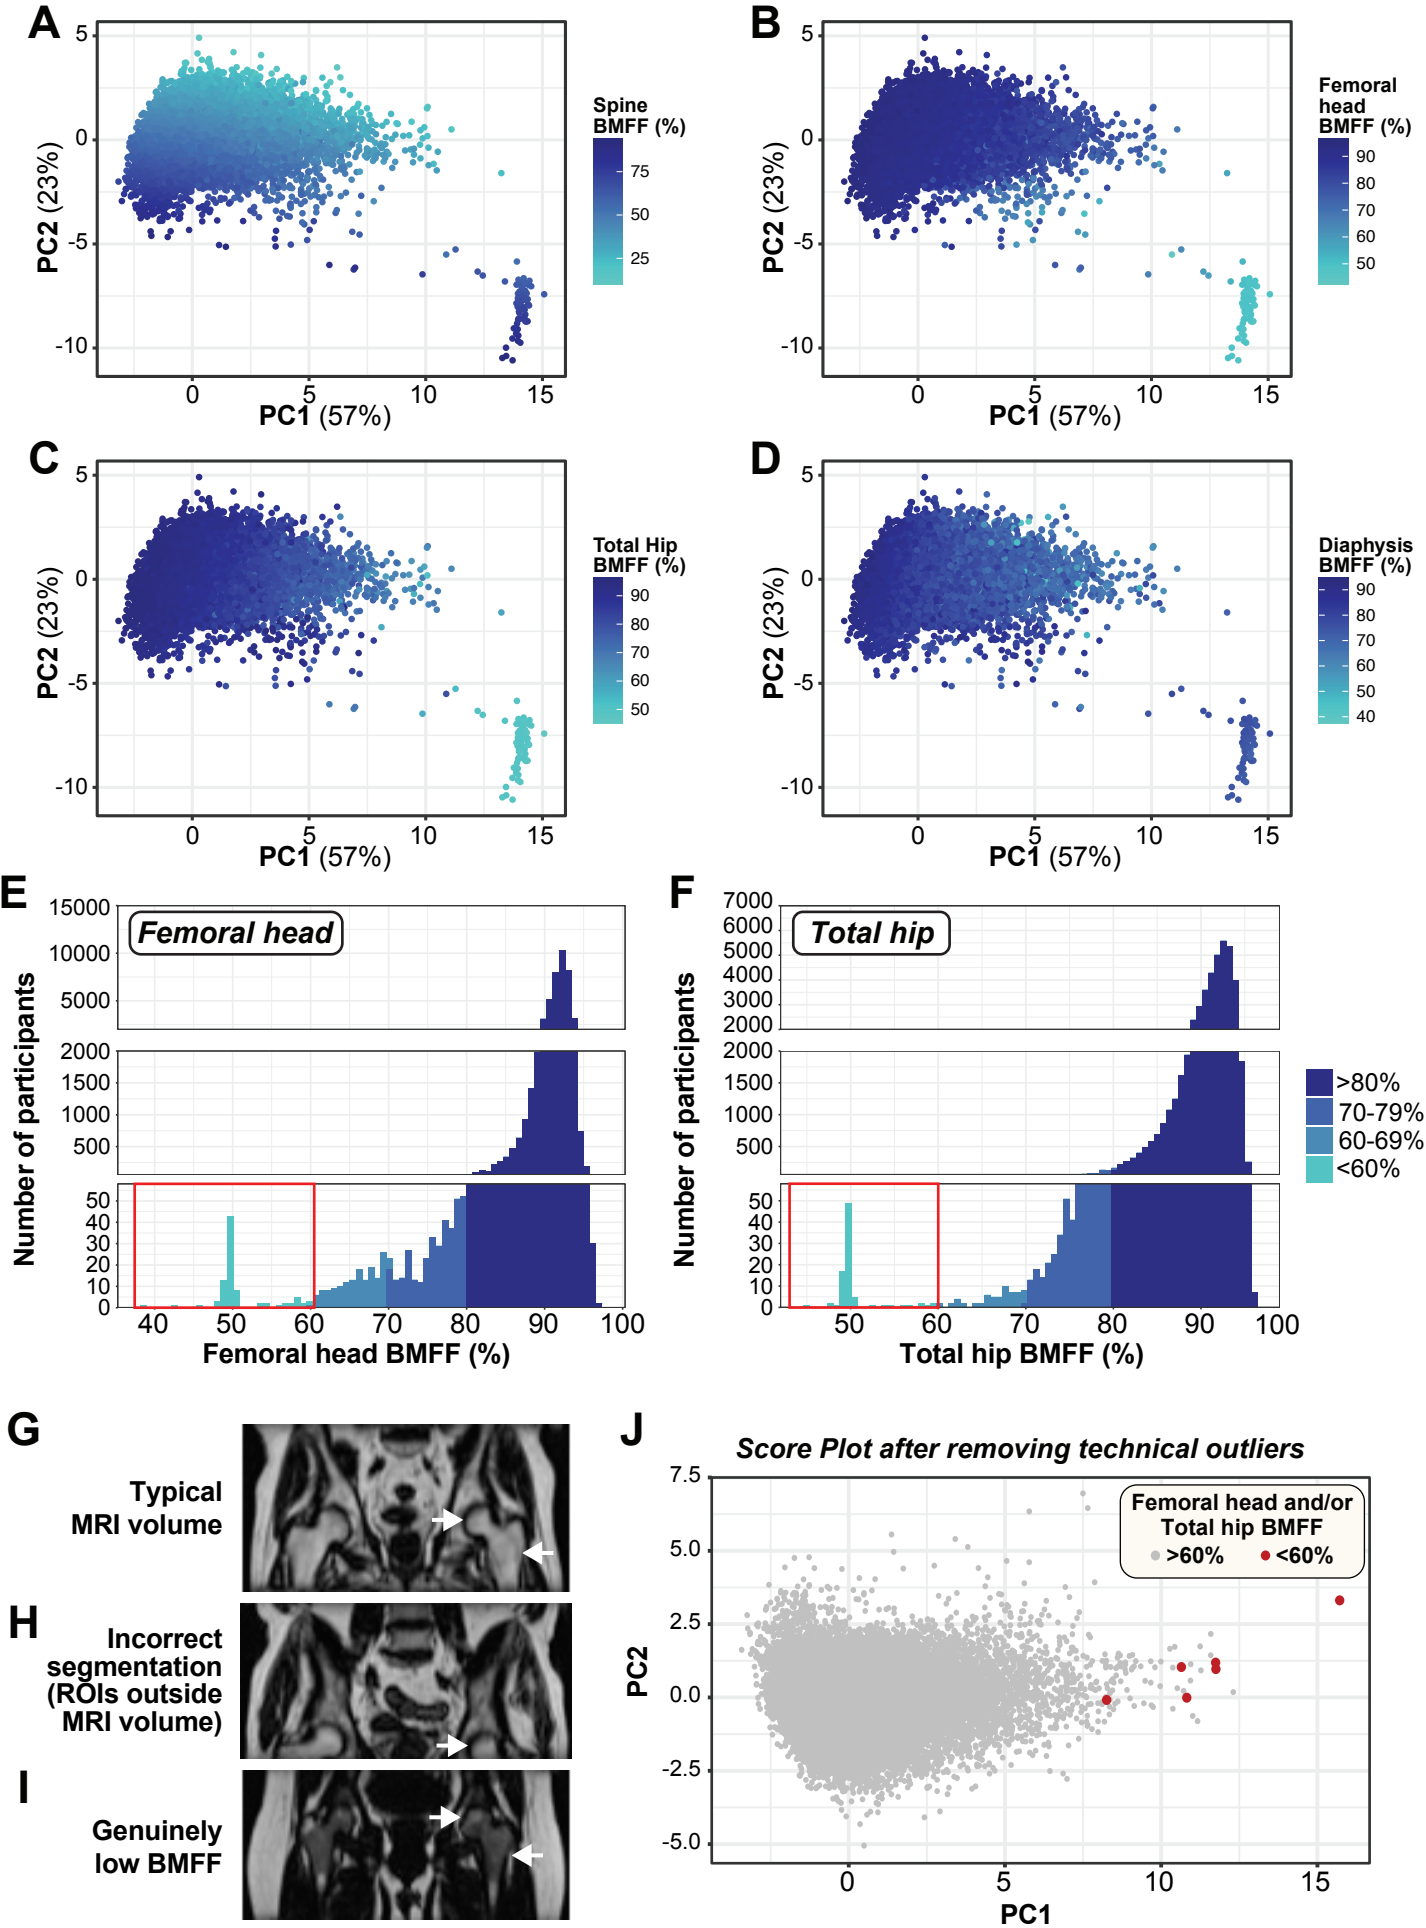 A
5
0
-5
-10
PC2 (23%)
0
5
10
15
PC1 (57%)
Spine
BMFF (%)
75
50
25
B
5
0
-5
-10
PC2 (23%)
0
5
10
15
PC1 (57%)
Femoral
head
BMFF (%)
90
80
70
60
50
C
5
0
-5
-10
PC2 (23%)
0
5
10
15
PC1 (57%)
Total Hip
BMFF (%)
90
80
70
60
50
D
5
0
-5
-10
PC2 (23%)
0
5
10
15
PC1 (57%)
Diaphysis
BMFF (%)
90
80
70
60
50
40
E
Femoral head
Number of participants
15000
10000
5000
2000
1500
1000
500
50
40
30
20
10
0
40
50
60
70
80
90
100
Femoral head BMFF (%)
F
Total hip
Number of participants
7000
6000
5000
4000
3000
2000
2000
1500
1000
500
50
40
30
20
10
0
50
60
70
80
90
100
Total hip BMFF (%)
>80%
70-79%
60-69%
<60%
G
Typical
MRI volume
H
Incorrect
segmentation
(ROIs outside
MRI volume)
I
Genuinely
low BMFF
J
Score Plot after removing technical outliers
7.5
5.0
2.5
0.0
-2.5
-5.0
PC2
Femoral head and/or
Total hip BMFF
>60%
<60%
0
5
10
15
PC1